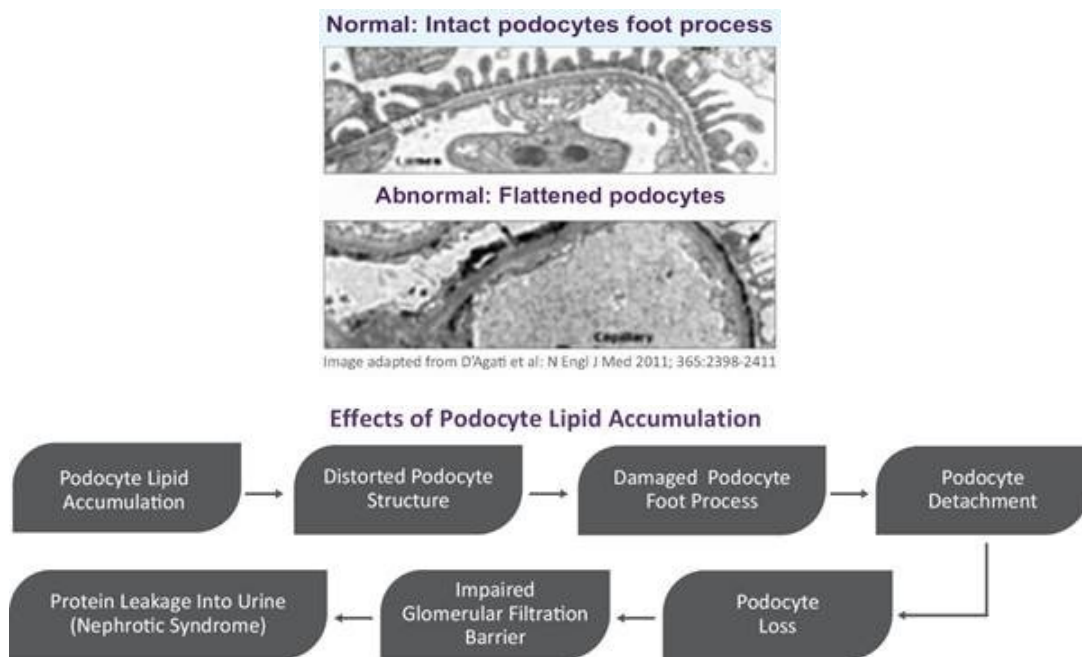 Normal: Intact podocytes foot process
Lumen
Abnormal: Flattened podocytes
Capillary
Image adapted from D'Agati et al: N Engl J Med 2011; 365:2398-2411
Effects of Podocyte Lipid Accumulation
Podocyte Lipid
Accumulation
Distorted Podocyte
Structure
Damaged Podocyte
Foot Process
Podocyte
Detachment
Podocyte
Loss
Impaired
Glomerular Filtration
Barrier
Protein Leakage Into Urine
(Nephrotic Syndrome)